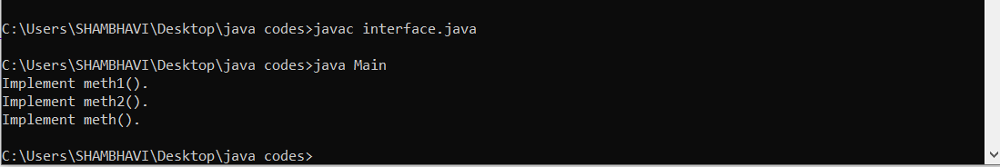 C:\Users\SHAMBHAVI\Desktop\java codes>javac interface.java
C:\Users\SHAMBHAVI\Desktop\java codes>java Main
Implement meth1().
Implement meth2().
Implement meth().
C:\Users\SHAMBHAVI\Desktop\java codes>